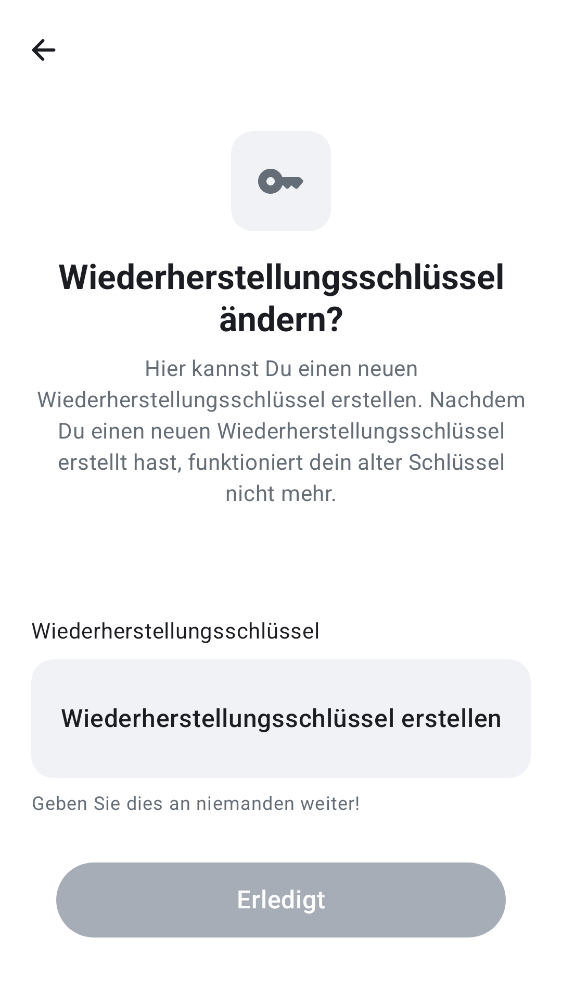 Wiederherstellungsschlüssel
ändern?
Hier kannst Du einen neuen
Wiederherstellungsschlüssel erstellen. Nachdem
Du einen neuen Wiederherstellungsschlüssel
erstellt hast, funktioniert dein alter Schlüssel
nicht mehr.
Wiederherstellungsschlüssel
Wiederherstellungsschlüssel erstellen
Geben Sie dies an niemanden weiter!
Erledigt